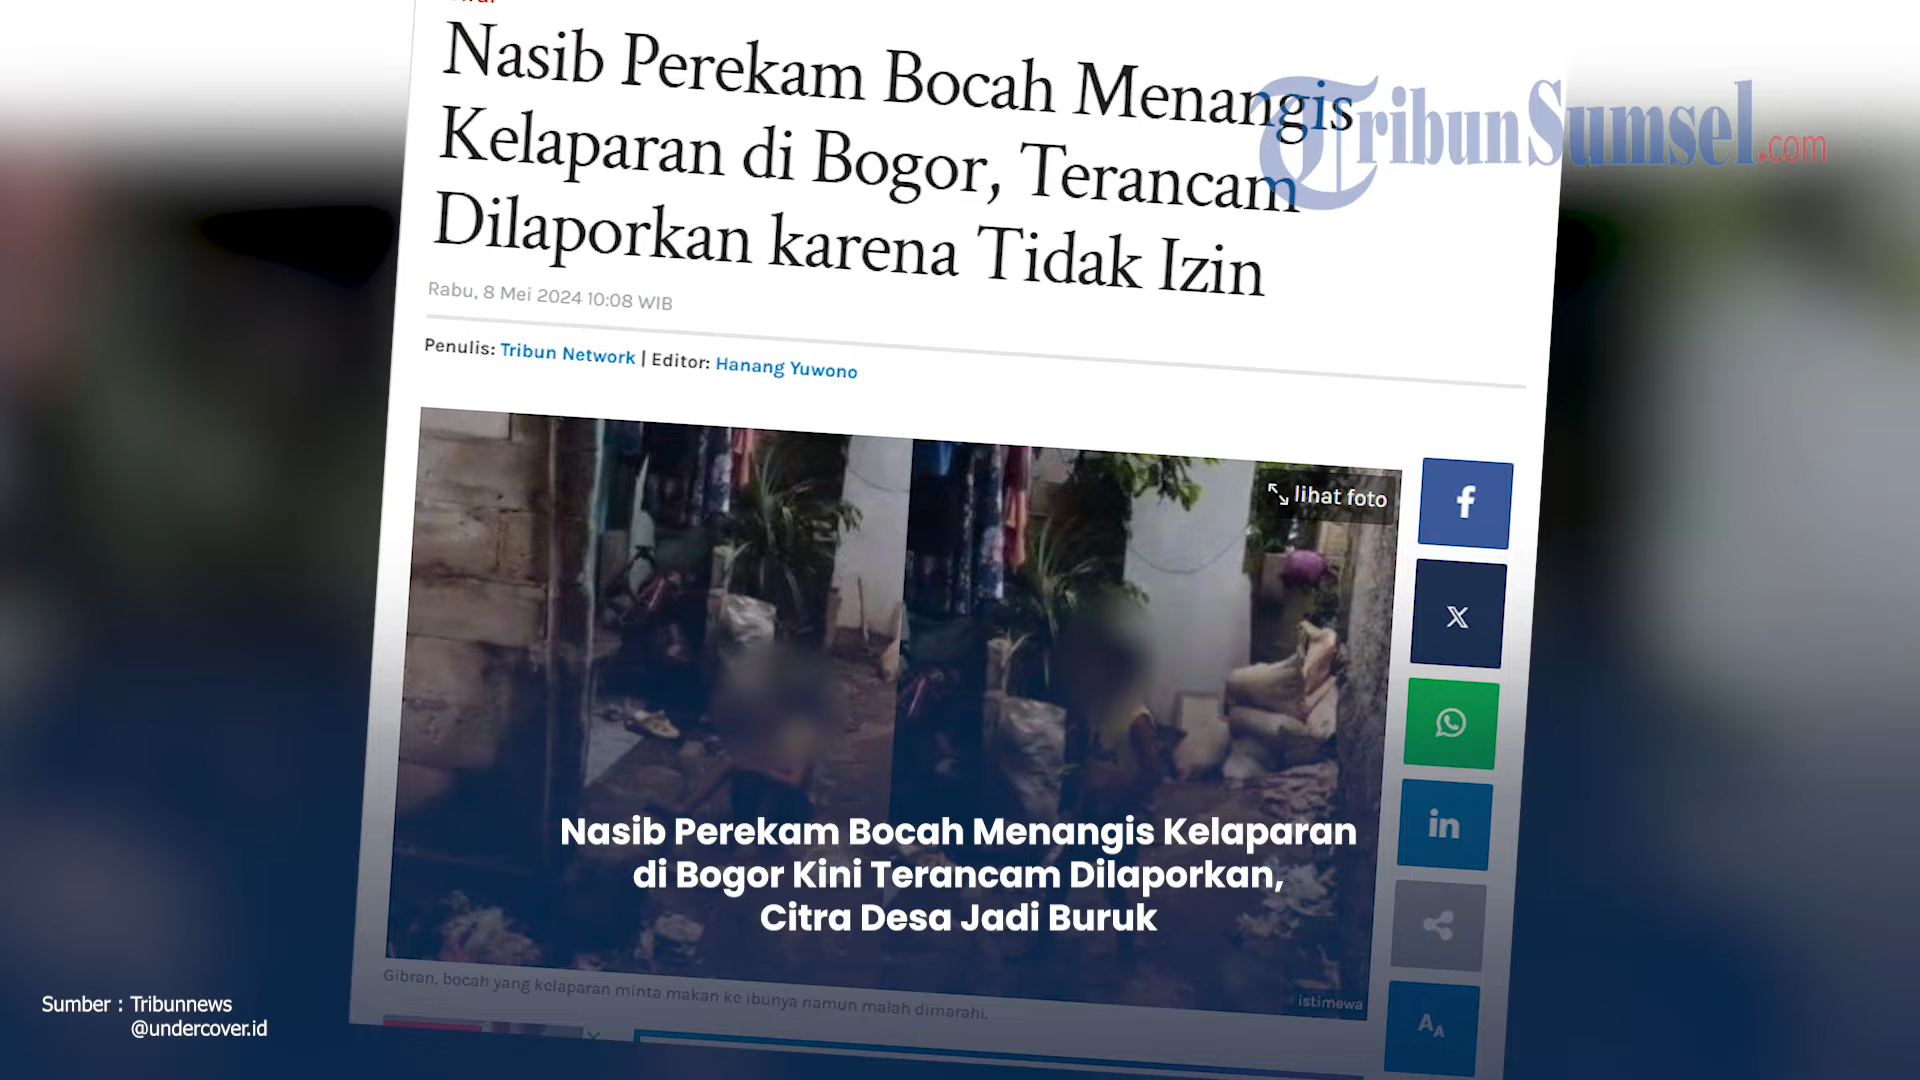 Nasib Perekam Bocah Menangis
Kelaparan di Bogor, Terancam
Dilaporkan karena Tidak Izin
TribunSumsel.com
Rabu, 8 Mei 2024 10:08 WIB
Penulis: Tribun Network | Editor: Hanang Yuwono
lihat foto
Nasib Perekam Bocah Menangis Kelaparan
di Bogor Kini Terancam Dilaporkan,
Citra Desa Jadi Buruk
Gibran, bocah yang kelaparan minta makan ke ibunya namun malah dimarahi.
istimewa
Sumber : Tribunnews
@undercover.id